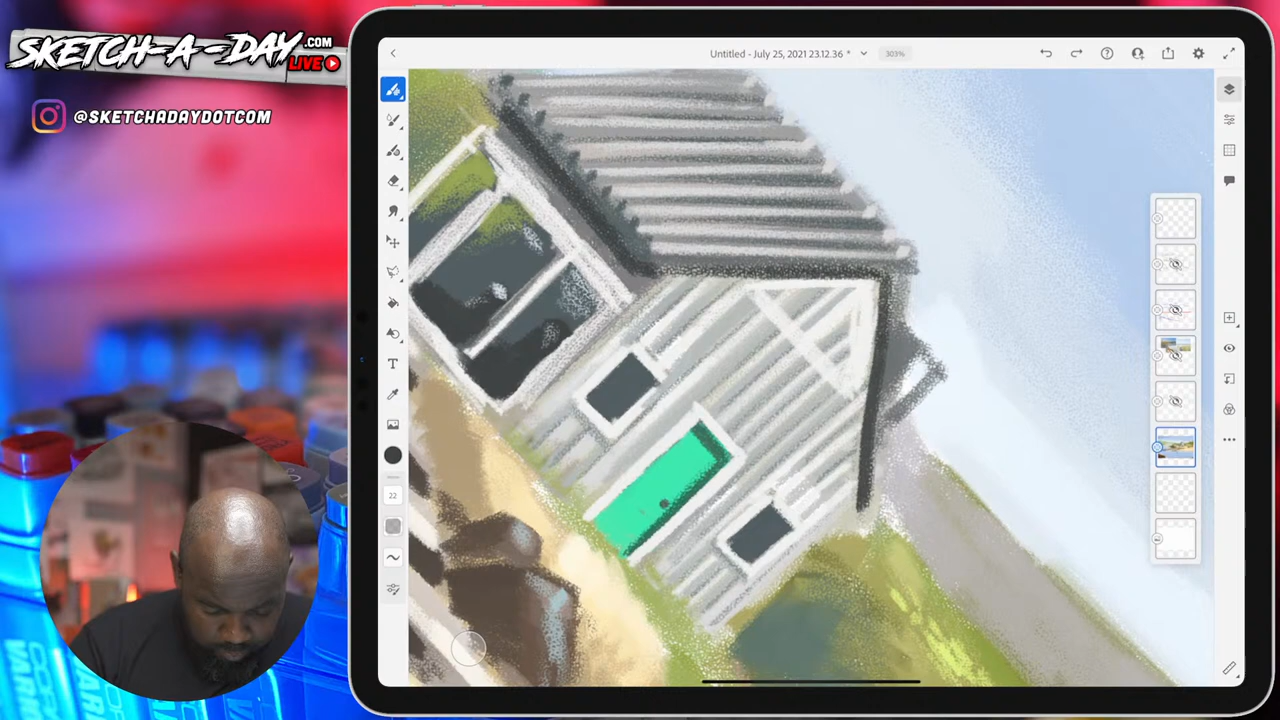 SKETCH-A-DAY.COM
LIVE
@SKETCHADAYDOTCOM
Untitled - July 25, 2021 23.12.36 *
303%
T
22